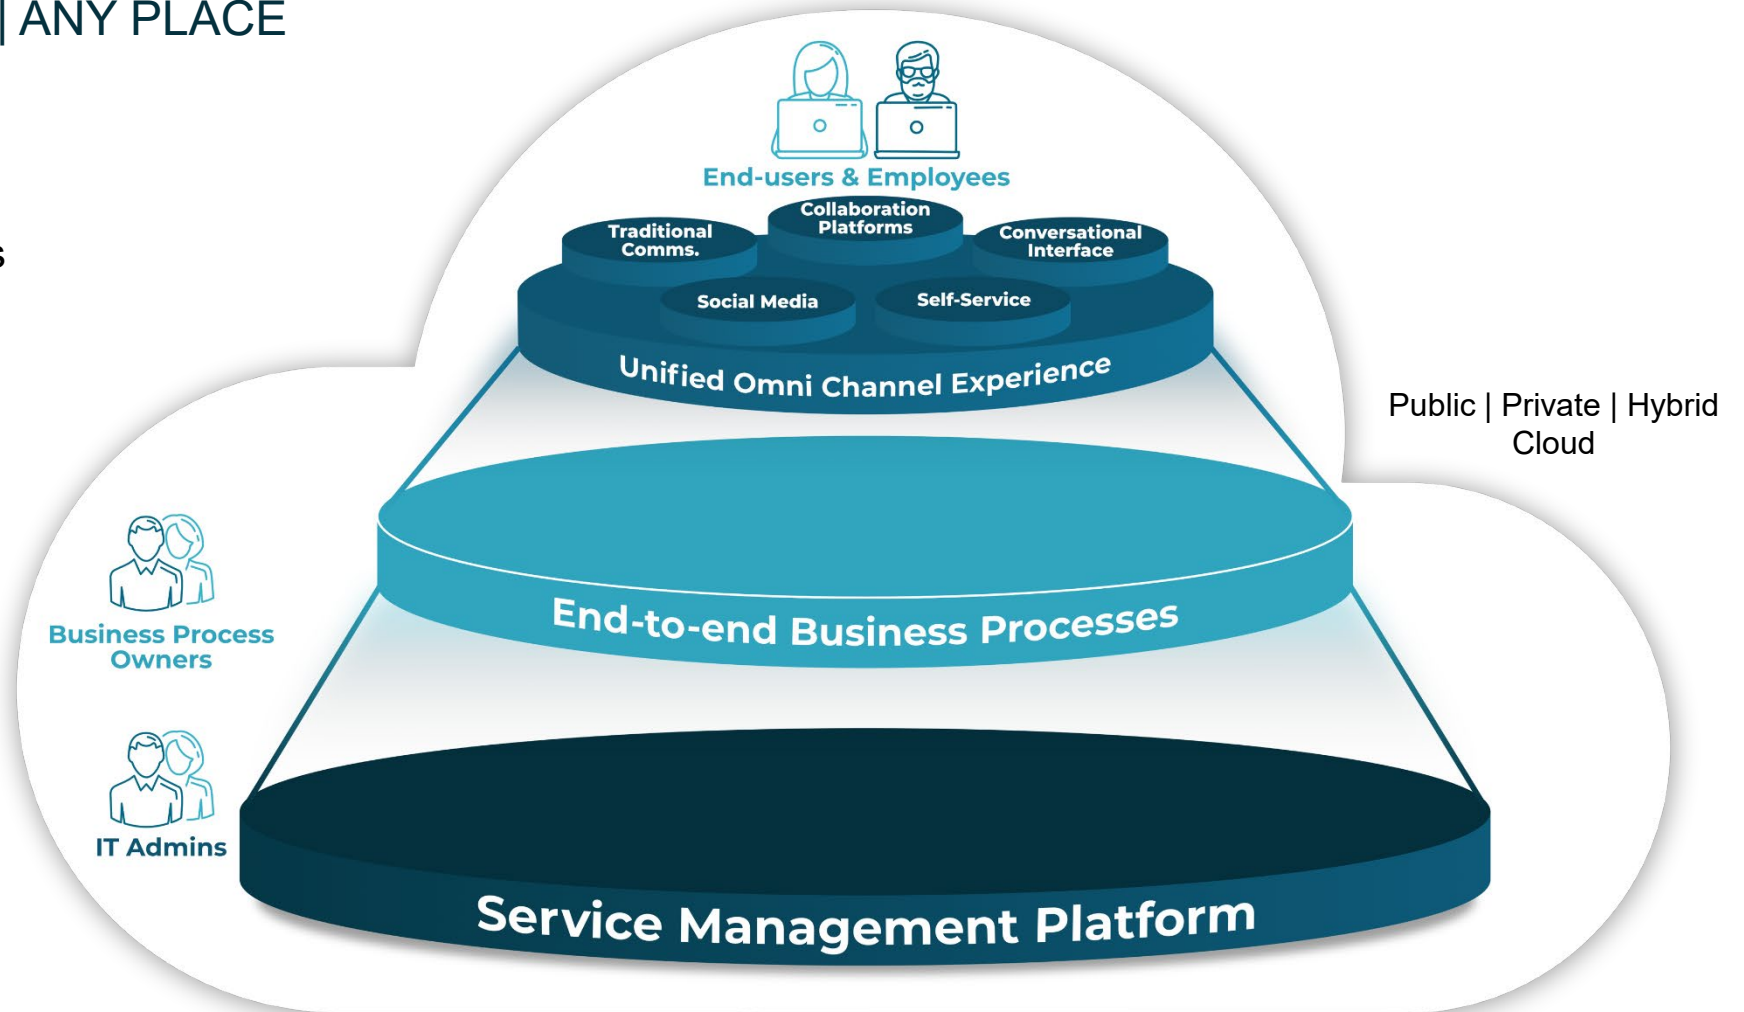 | ANY PLACE
End-users & Employees
Collaboration
Platforms
Traditional
Comms.
Conversational
Interface
s
Social Media
Self-Service
Unified Omni Channel Experience
Public | Private | Hybrid
Cloud
End-to-end Business Processes
Business Process
Owners
IT Admins
Service Management Platform